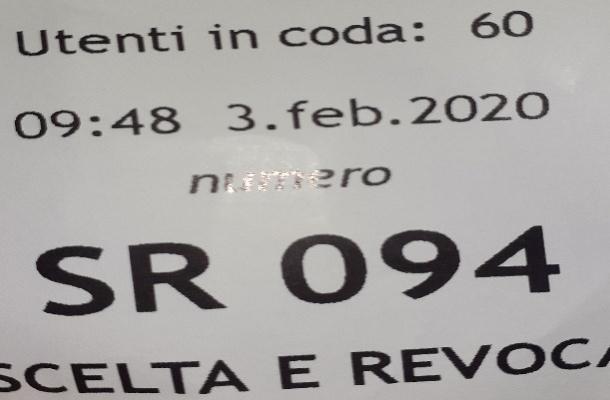 Utenti in coda: 60
09:48 3.feb.2020
numero
SR 094
SCELTA E REVOCA